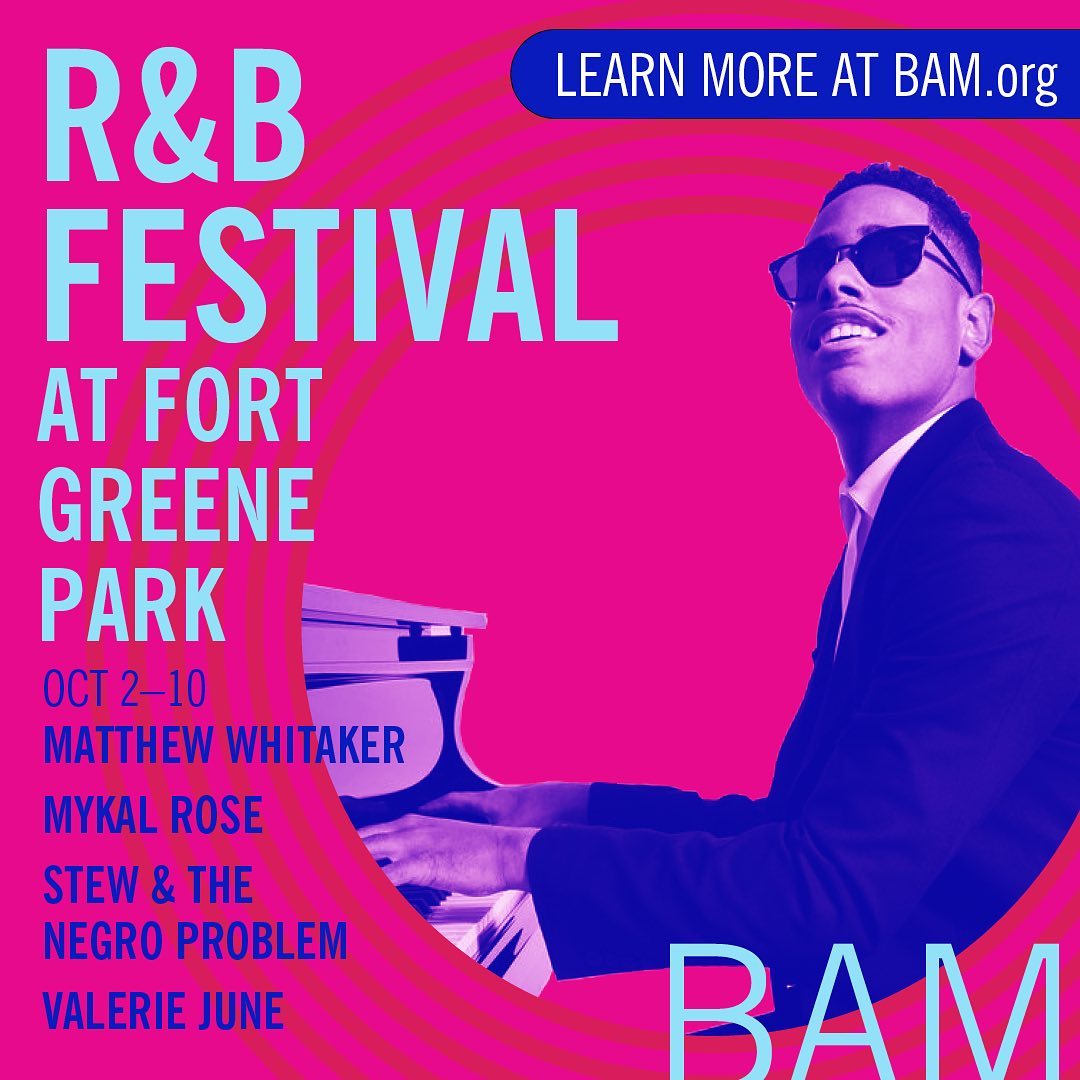 R&B
FESTIVAL
AT FORT
GREENE
PARK
OCT 2–10
MATTHEW WHITAKER
MYKAL ROSE
STEW & THE
NEGRO PROBLEM
VALERIE JUNE
LEARN MORE AT BAM.org
BAM